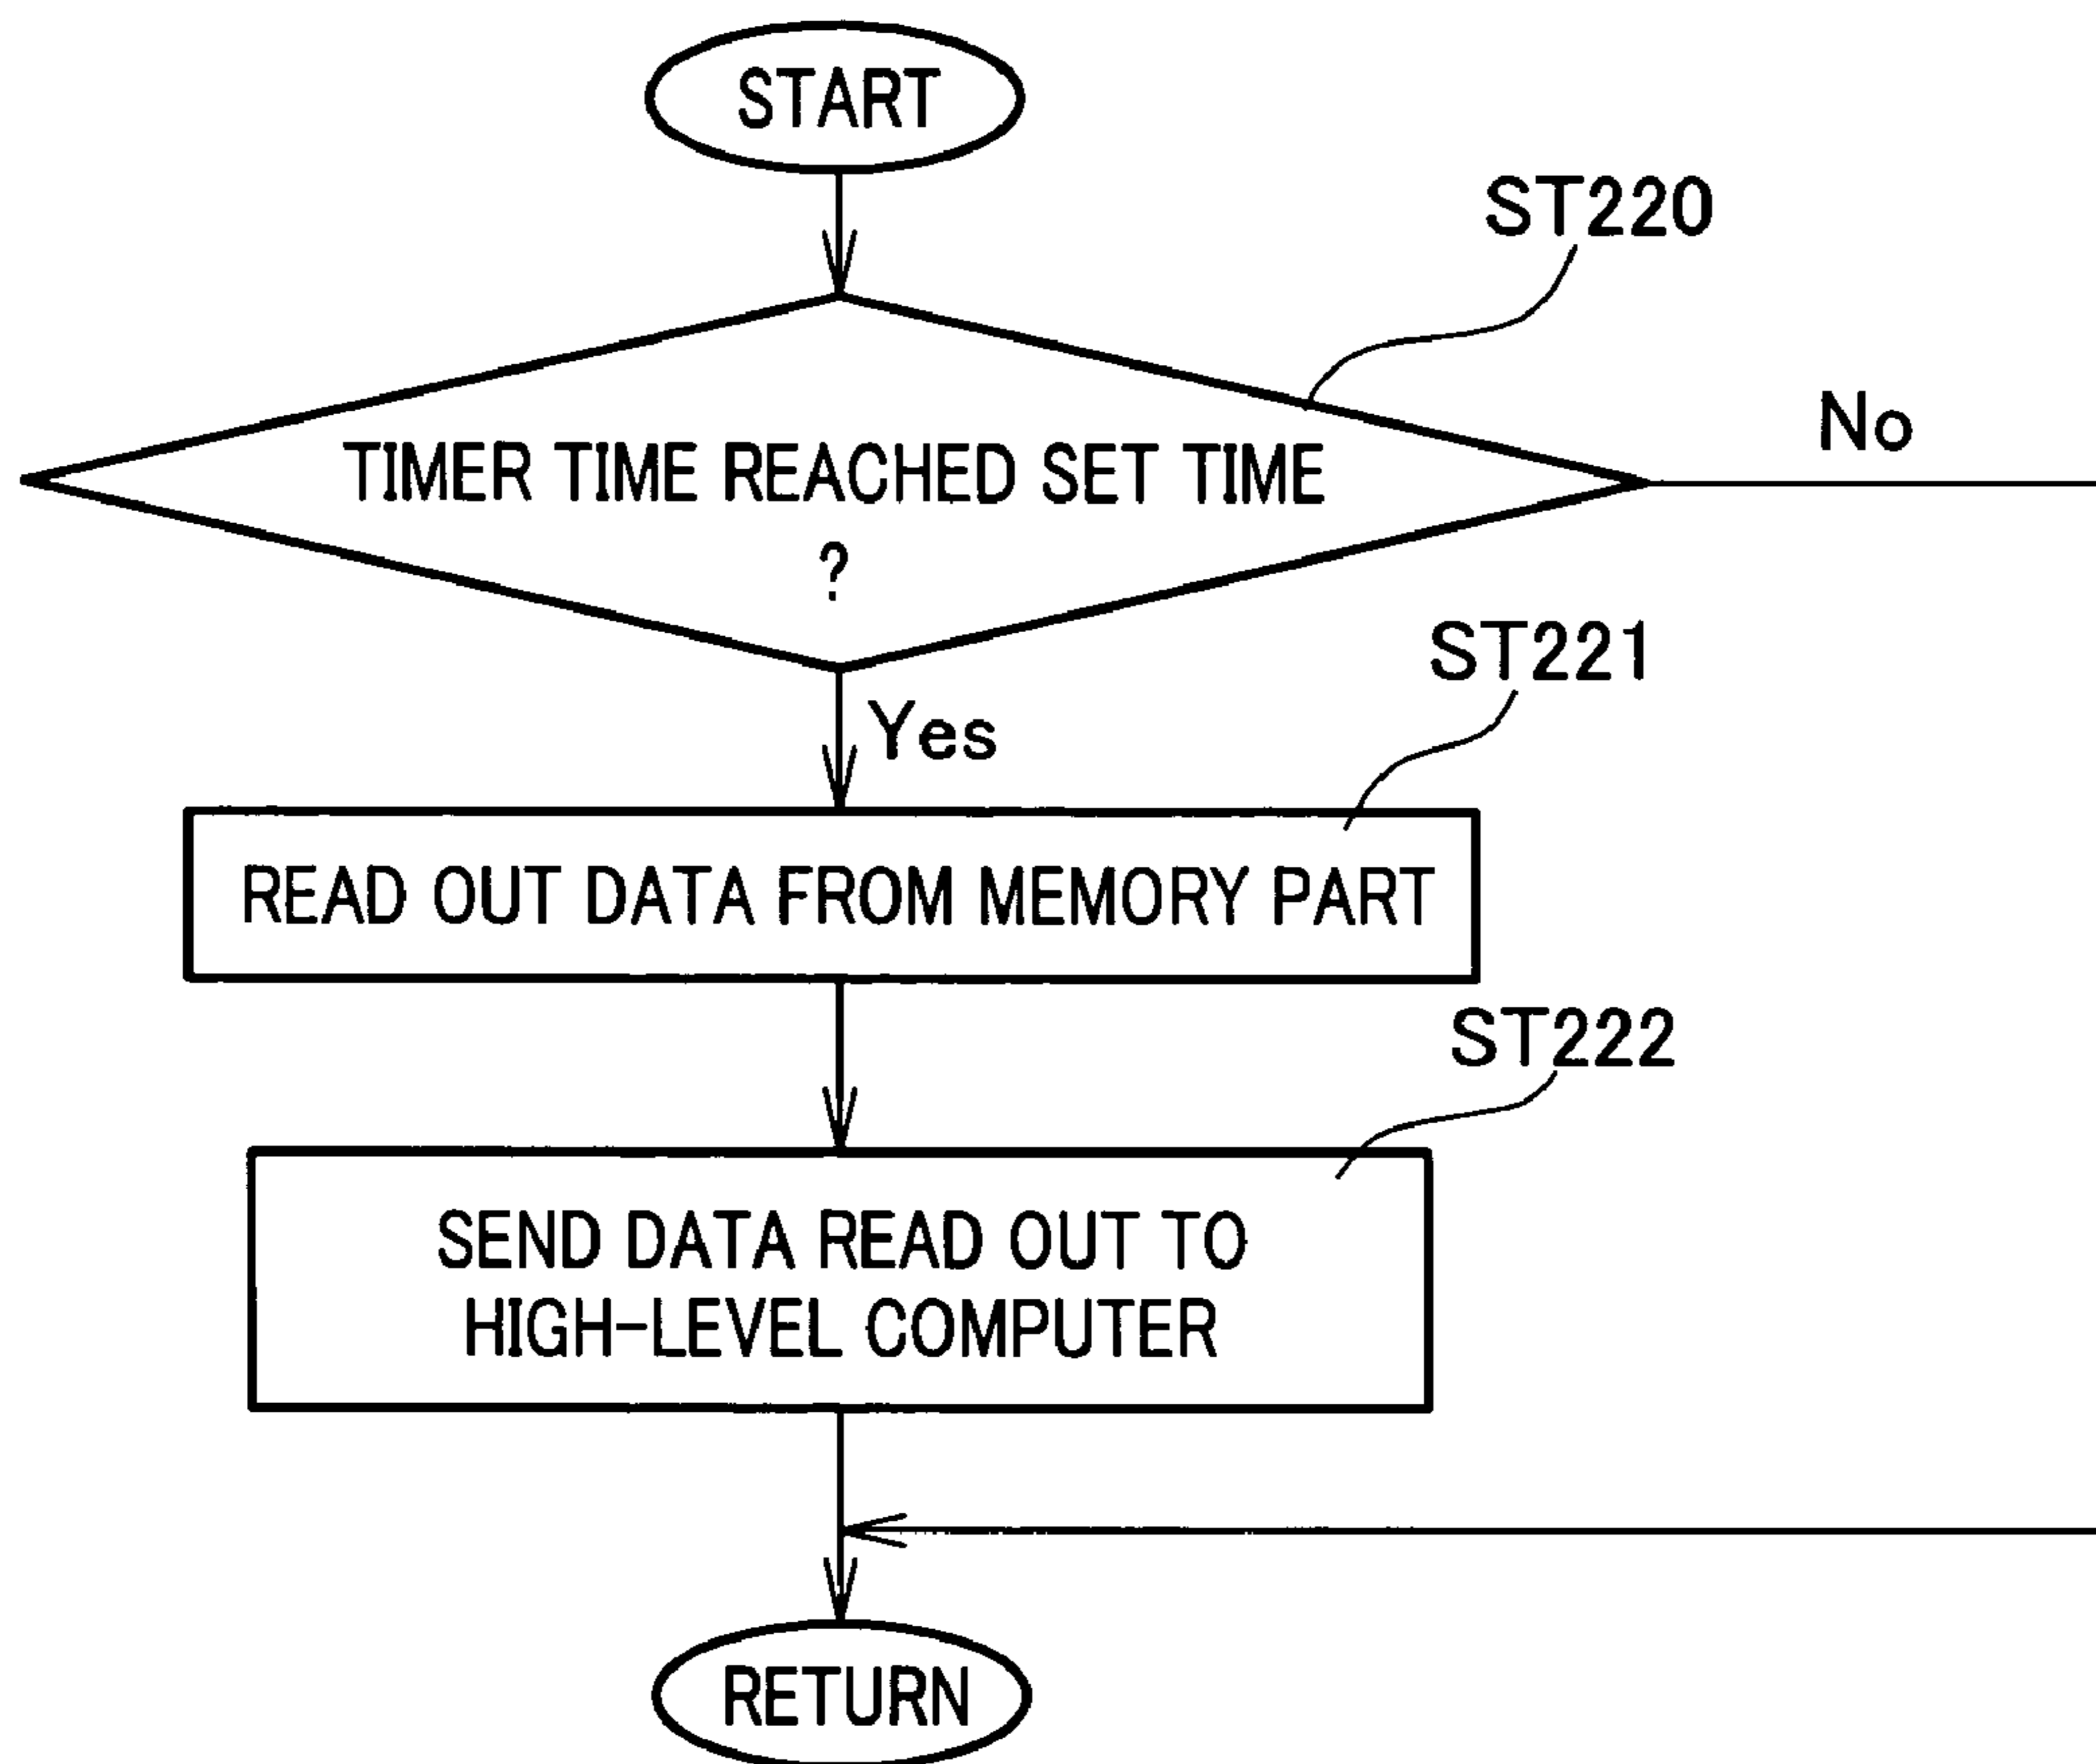 START
ST220
No
TIMER TIME REACHED SET TIME
?
ST221
Yes
READ OUT DATA FROM MEMORY PART
ST222
SEND DATA READ OUT TO
HIGH-LEVEL COMPUTER
RETURN